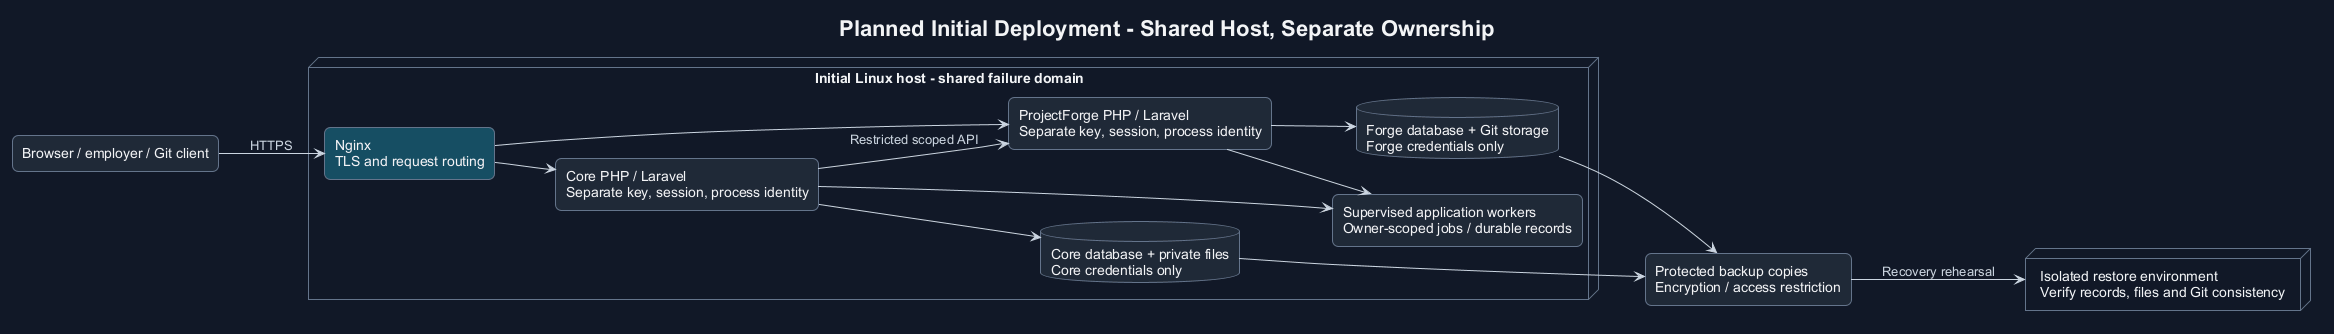 Planned Initial Deployment - Shared Host, Separate Ownership
Initial Linux host - shared failure domain
Browser / employer / Git client
HTTPS
Nginx
TLS and request routing
Core PHP / Laravel
Separate key, session, process identity
Restricted scoped API
ProjectForge PHP / Laravel
Separate key, session, process identity
Forge database + Git storage
Forge credentials only
Supervised application workers
Owner-scoped jobs / durable records
Core database + private files
Core credentials only
Protected backup copies
Encryption / access restriction
Recovery rehearsal
Isolated restore environment
Verify records, files and Git consistency